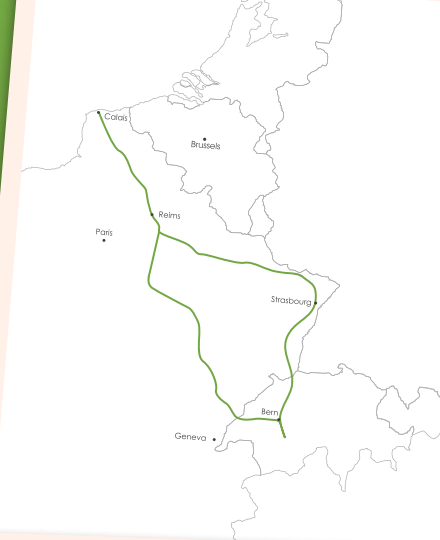 Calais
Brussels
Reims
Paris
Strasbourg
Bern
Geneva